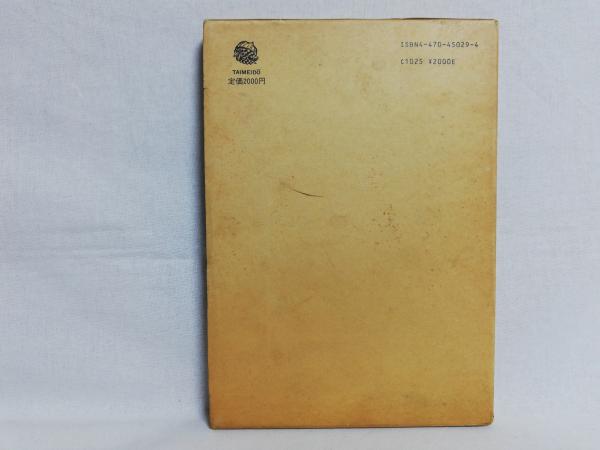 TAIMEIDO
定価2000円
ISBN4-470-45029-4
C1025 ¥2000E